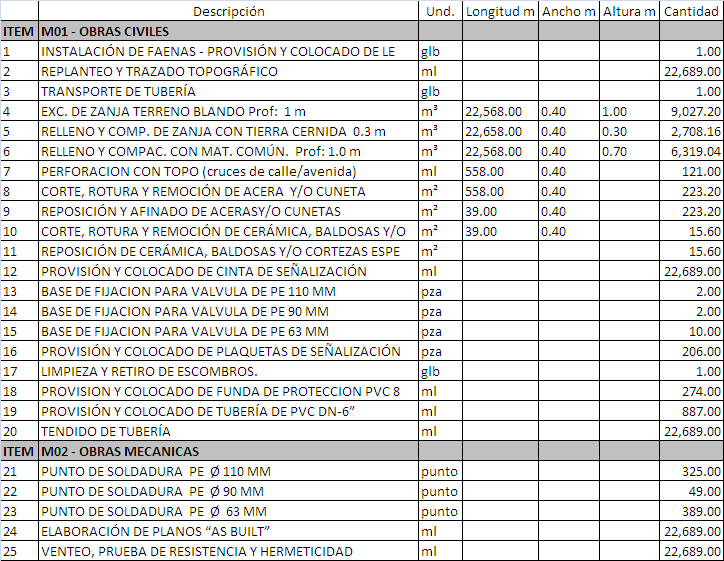 Descripción Und. Longitud m Ancho m Altura m Cantidad
ITEM M01 - OBRAS CIVILES
1 INSTALACIÓN DE FAENAS - PROVISIÓN Y COLOCADO DE LE glb 1.00
2 REPLANTEO Y TRAZADO TOPOGRÁFICO ml 22,689.00
3 TRANSPORTE DE TUBERÍA glb 1.00
4 EXC. DE ZANJA TERRENO BLANDO Prof: 1 m m³ 22,568.00 0.40 1.00 9,027.20
5 RELLENO Y COMP. DE ZANJA CON TIERRA CERNIDA 0.3 m m³ 22,658.00 0.40 0.30 2,708.16
6 RELLENO Y COMPAC. CON MAT. COMÚN. Prof: 1.0 m m³ 22,568.00 0.40 0.70 6,319.04
7 PERFORACION CON TOPO (cruces de calle/avenida) ml 558.00 0.40 121.00
8 CORTE, ROTURA Y REMOCIÓN DE ACERA Y/O CUNETA m² 558.00 0.40 223.20
9 REPOSICIÓN Y AFINADO DE ACERASY/O CUNETAS m² 39.00 0.40 223.20
10 CORTE, ROTURA Y REMOCIÓN DE CERÁMICA, BALDOSAS Y/O m² 39.00 0.40 15.60
11 REPOSICIÓN DE CERÁMICA, BALDOSAS Y/O CORTEZAS ESPE m² 15.60
12 PROVISIÓN Y COLOCADO DE CINTA DE SEÑALIZACIÓN ml 22,689.00
13 BASE DE FIJACION PARA VALVULA DE PE 110 MM pza 2.00
14 BASE DE FIJACION PARA VALVULA DE PE 90 MM pza 2.00
15 BASE DE FIJACION PARA VALVULA DE PE 63 MM pza 10.00
16 PROVISIÓN Y COLOCADO DE PLAQUETAS DE SEÑALIZACIÓN pza 206.00
17 LIMPIEZA Y RETIRO DE ESCOMBROS. glb 1.00
18 PROVISION Y COLOCADO DE FUNDA DE PROTECCION PVC 8 ml 274.00
19 PROVISIÓN Y COLOCADO DE TUBERÍA DE PVC DN-6” ml 887.00
20 TENDIDO DE TUBERÍA ml 22,689.00
ITEM M02 - OBRAS MECANICAS
21 PUNTO DE SOLDADURA PE Ø 110 MM punto 325.00
22 PUNTO DE SOLDADURA PE Ø 90 MM punto 49.00
23 PUNTO DE SOLDADURA PE Ø 63 MM punto 389.00
24 ELABORACIÓN DE PLANOS “AS BUILT” ml 22,689.00
25 VENTEO, PRUEBA DE RESISTENCIA Y HERMETICIDAD ml 22,689.00